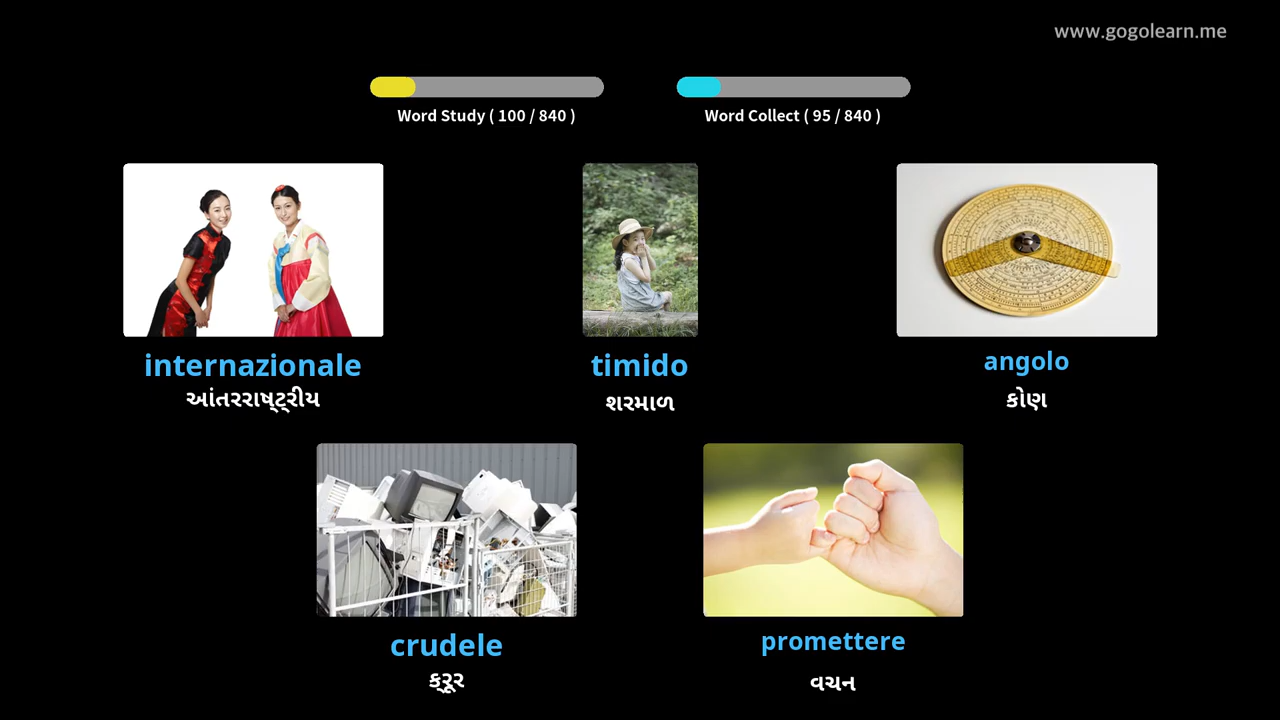 www.gogolearn.me
Word Study ( 100 / 840 )
Word Collect ( 95 / 840 )
internazionale
આંતરરાષ્ટ્રીય
timido
શરમાળ
angolo
કોણ
crudele
ક્રૂર
promettere
વચન